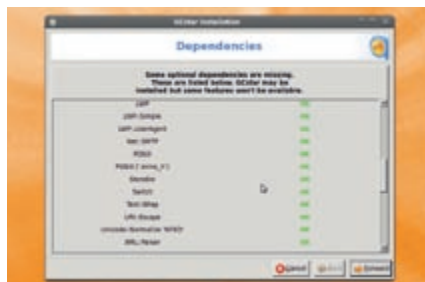 GCstar Installation
Dependencies
Some optional dependencies are missing.
These are listed below. GCstar may be
installed but some features won't be available.
LWP
LWP::Simple
LWP::UserAgent
Net::SMTP
POSIX
POSIX (':errno_h')
Storable
Switch
Text::Wrap
URI::Escape
Unicode::Normalize 'NFKD'
XML::Parser
Cancel Back Forward